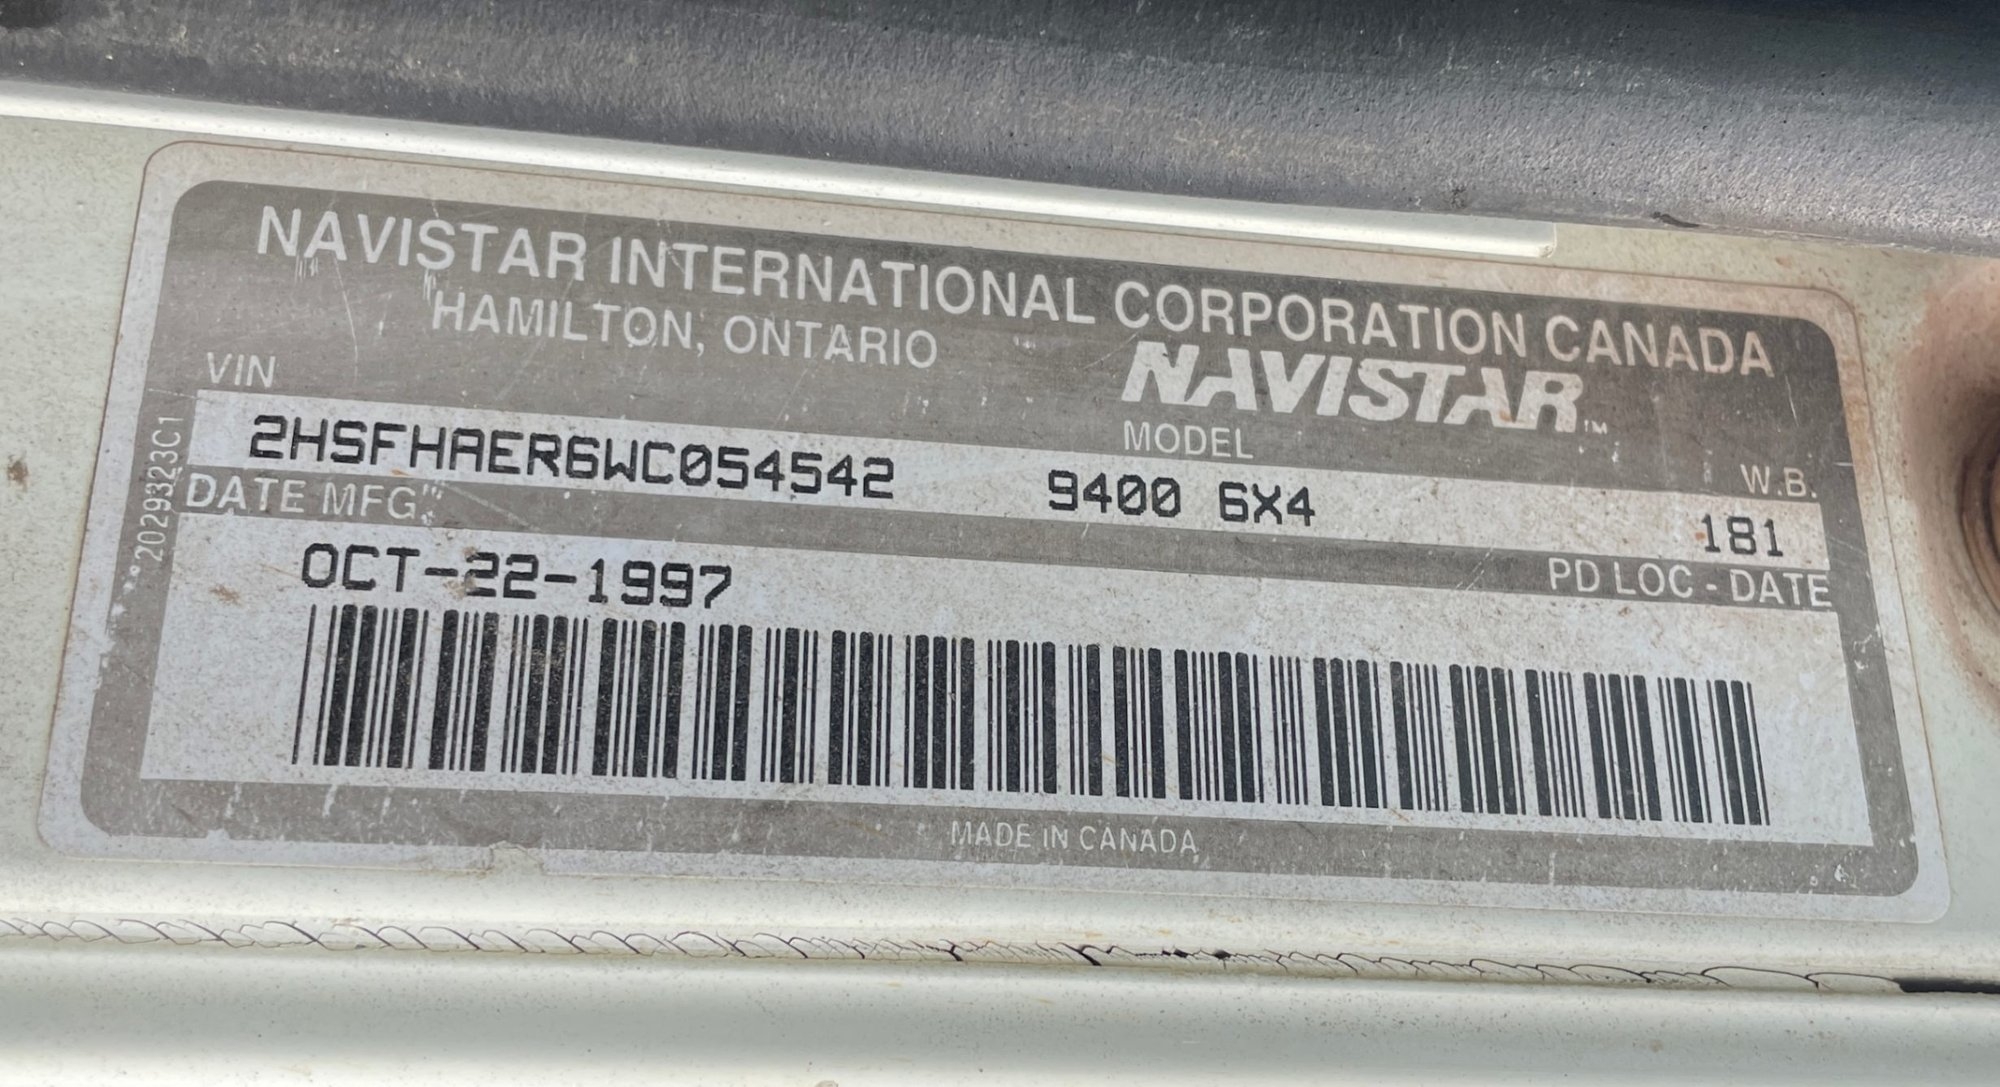 NAVISTAR INTERNATIONAL CORPORATION CANADA
HAMILTON, ONTARIO
NAVISTAR™
VIN MODEL W.B.
2HSFHAER6WC054542 9400 6X4 181
DATE MFG. PD LOC - DATE
OCT-22-1997
MADE IN CANADA
2029323C1